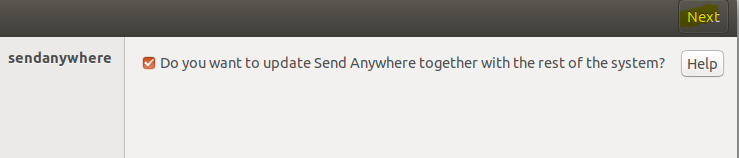 Next
sendanywhere
Do you want to update Send Anywhere together with the rest of the system?
Help